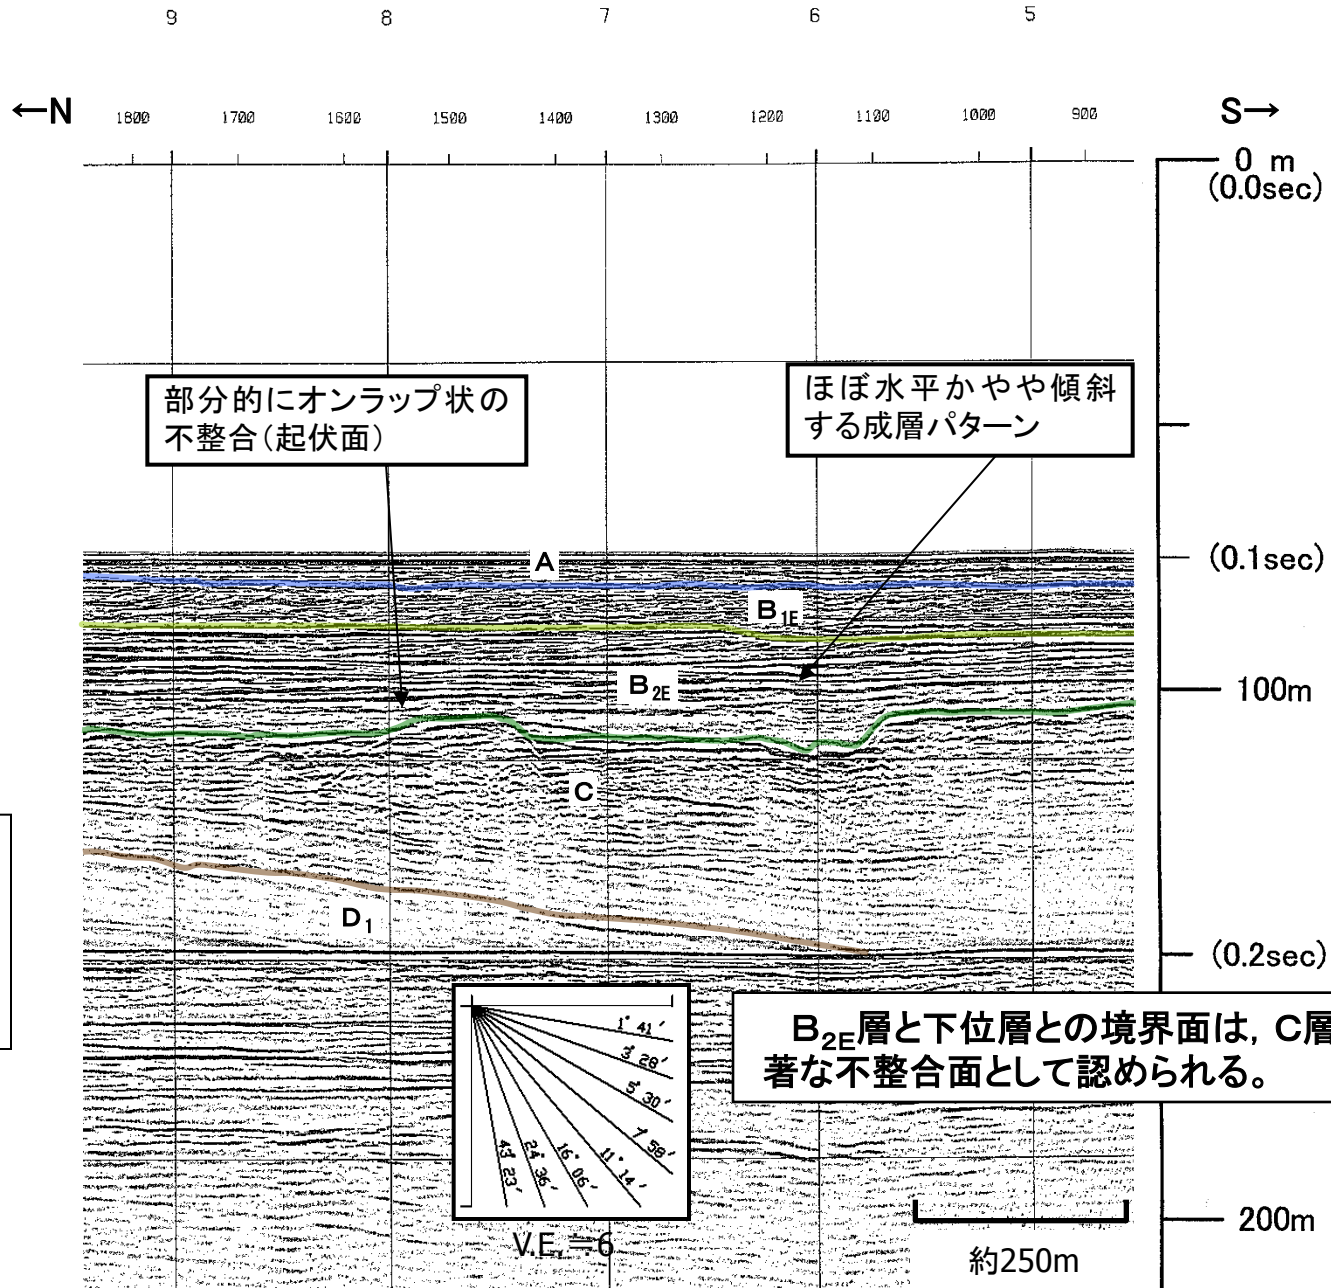 9 8 7 6 5
←N 1800 1700 1600 1500 1400 1300 1200 1100 1000 900 S→
0 m
(0.0sec)
部分的にオンラップ状の
不整合(起伏面)
ほぼ水平かやや傾斜
する成層パターン
A
(0.1sec)
B1E
B2E
100m
C
D1
(0.2sec)
1° 41′
3° 28′
5° 30′
7° 58′
11° 14′
16° 06′
24° 36′
43° 23′
B2E層と下位層との境界面は,C層
著な不整合面として認められる。
V.E.≒6
200m
約250m